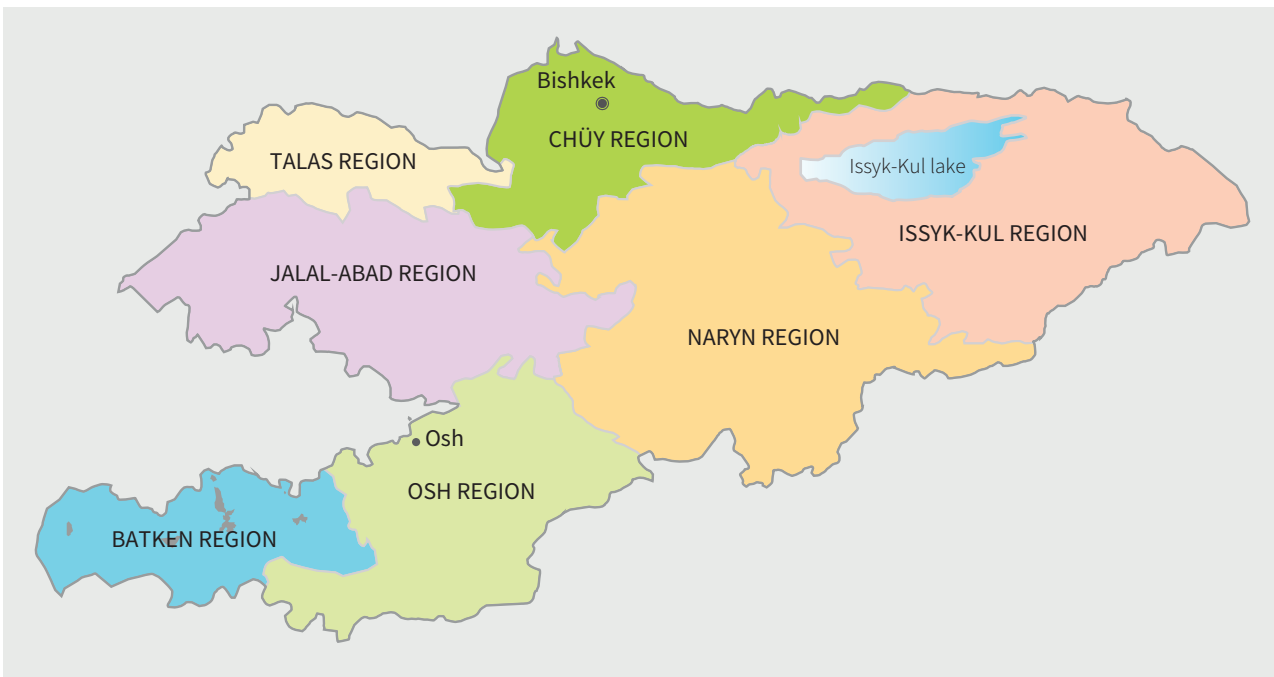 Bishkek
CHÜY REGION
TALAS REGION
Issyk-Kul lake
ISSYK-KUL REGION
JALAL-ABAD REGION
NARYN REGION
Osh
OSH REGION
BATKEN REGION